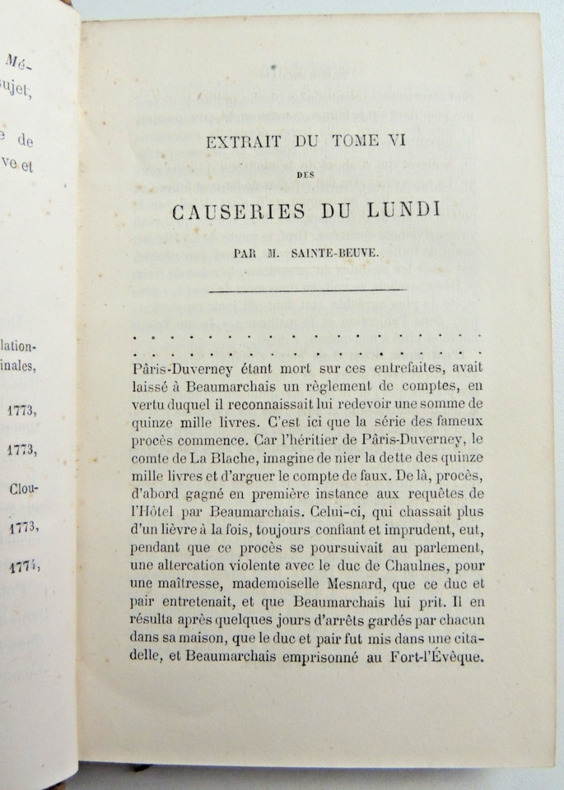 Mé-
sujet,
de
ve et
lation-
inales,
1773,
1773,
Clou-
1773,
1774,
EXTRAIT DU TOME VI
DES
CAUSERIES DU LUNDI
PAR M. SAINTE-BEUVE.
. . . . . . . . . . . . . . . . . . .
. . . . . . . . . . . . . . . . . . .
Pâris-Duverney étant mort sur ces entrefaites, avait
laissé à Beaumarchais un règlement de comptes, en
vertu duquel il reconnaissait lui redevoir une somme de
quinze mille livres. C'est ici que la série des fameux
procès commence. Car l'héritier de Pâris-Duverney, le
comte de La Blache, imagine de nier la dette des quinze
mille livres et d'arguer le compte de faux. De là, procès,
d'abord gagné en première instance aux requêtes de
l'Hôtel par Beaumarchais. Celui-ci, qui chassait plus
d'un lièvre à la fois, toujours confiant et imprudent, eut,
pendant que ce procès se poursuivait au parlement,
une altercation violente avec le duc de Chaulnes, pour
une maîtresse, mademoiselle Mesnard, que ce duc et
pair entretenait, et que Beaumarchais lui prit. Il en
résulta après quelques jours d'arrêts gardés par chacun
dans sa maison, que le duc et pair fut mis dans une cita-
delle, et Beaumarchais emprisonné au Fort-l'Évêque.